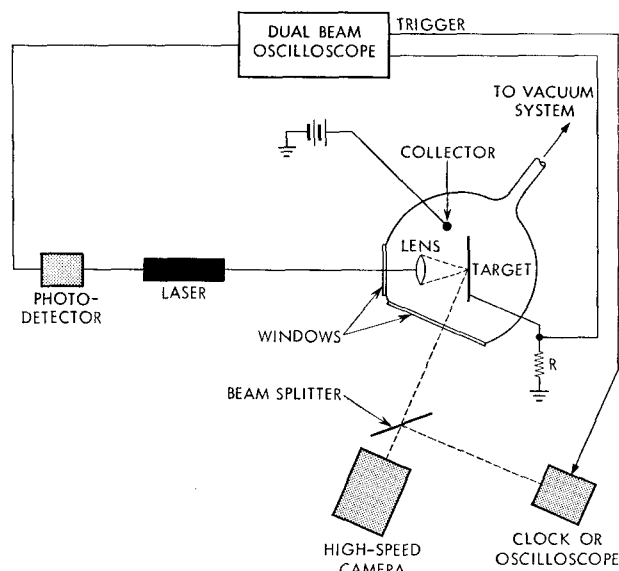 DUAL BEAM
OSCILLOSCOPE
TRIGGER
TO VACUUM
SYSTEM
COLLECTOR
LENS
TARGET
PHOTO-
DETECTOR
LASER
WINDOWS
R
BEAM SPLITTER
HIGH-SPEED
CAMERA
CLOCK OR
OSCILLOSCOPE